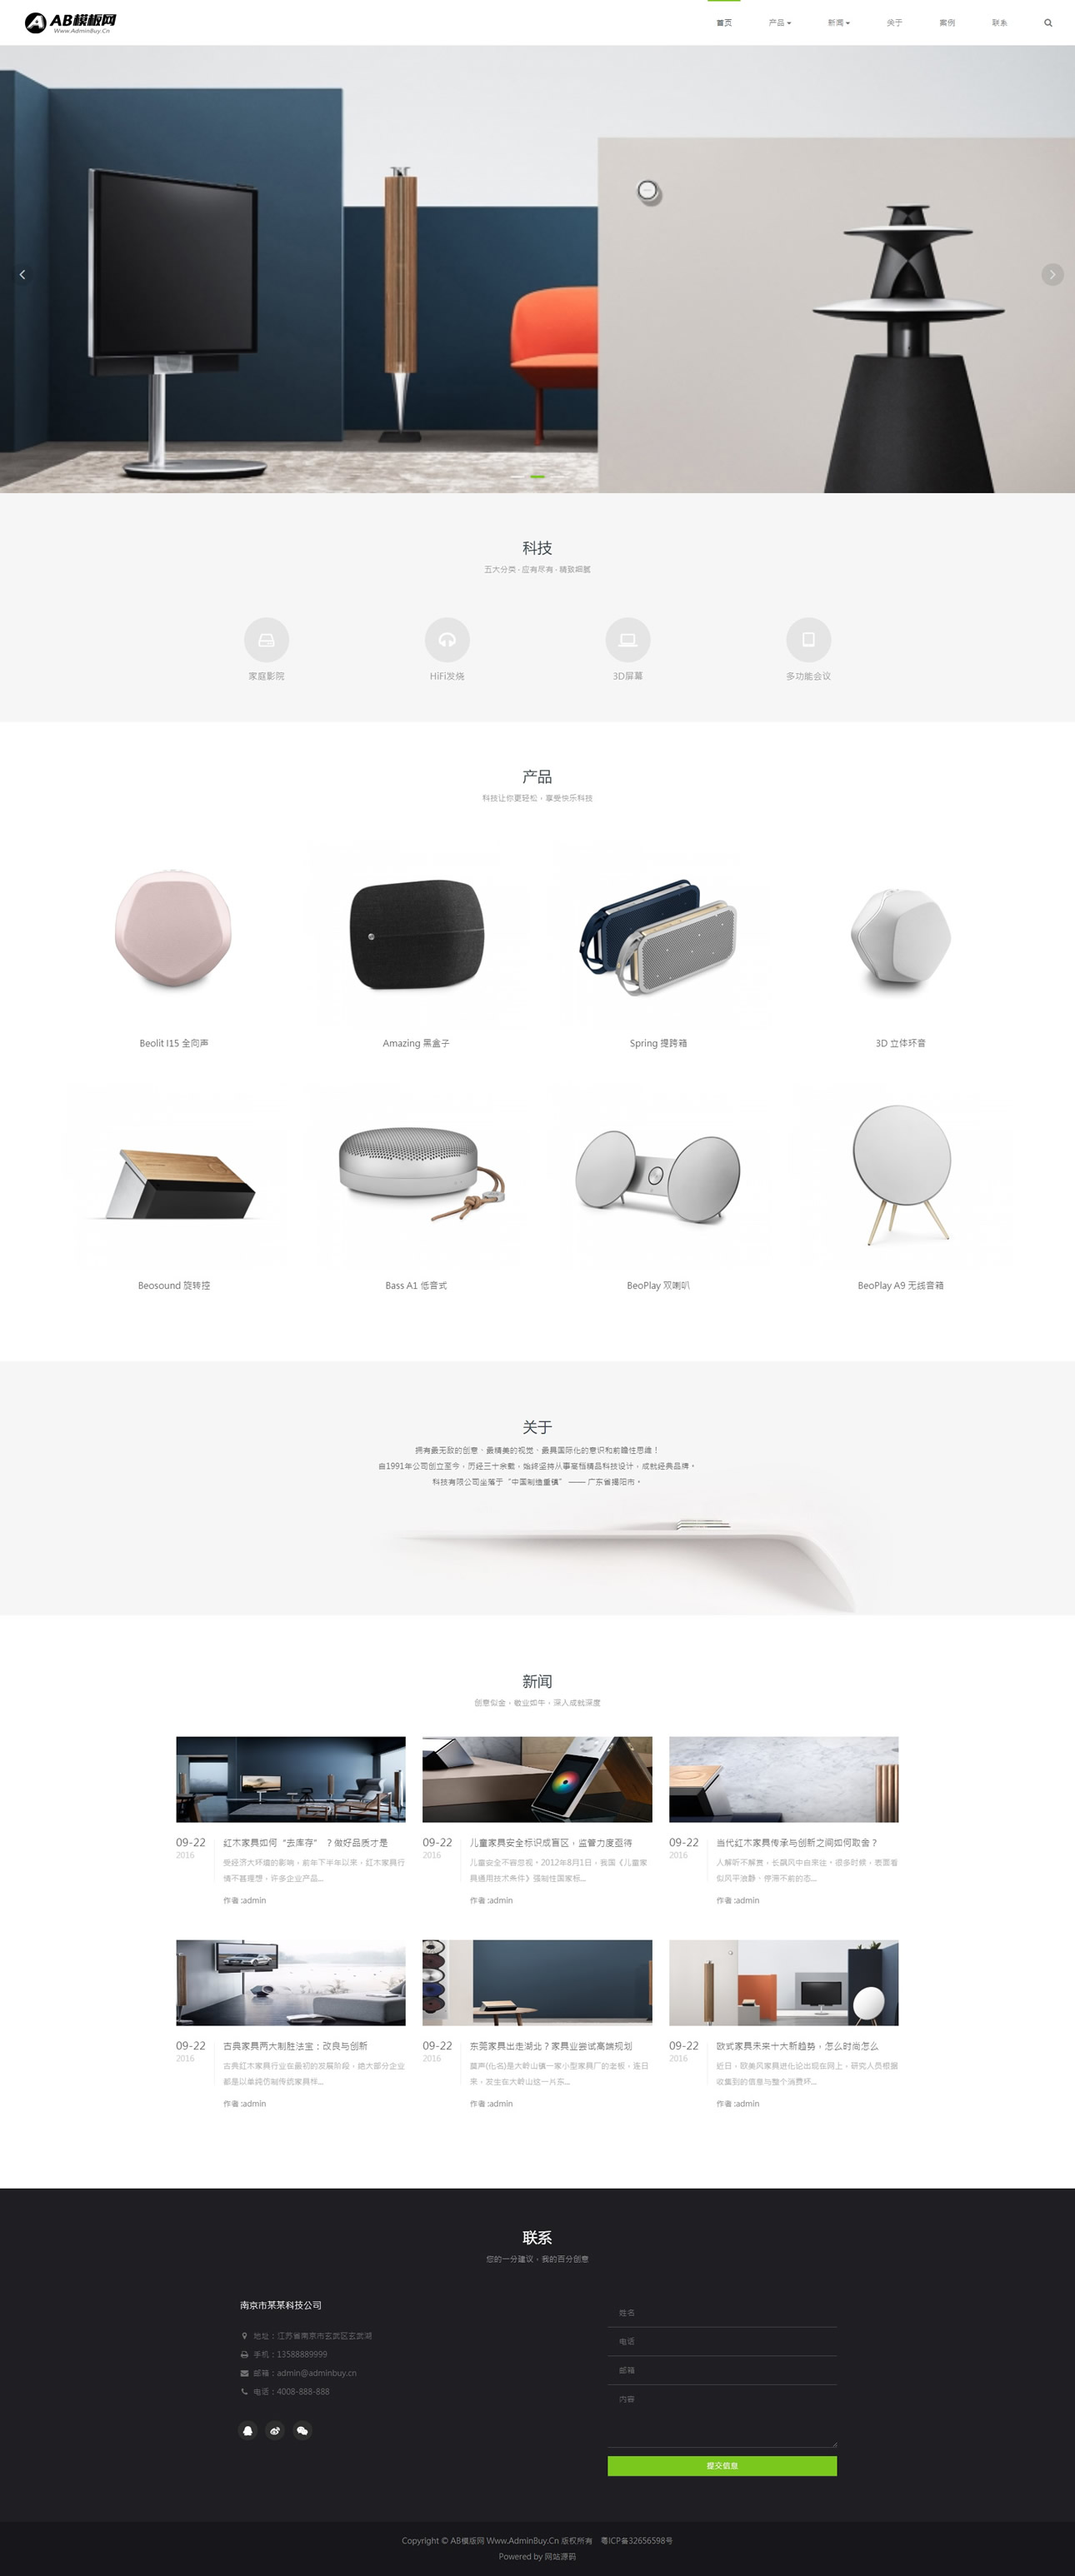 AB模板网
Www.AdminBuy.Cn
首页 产品 新闻 关于 案例 联系
科技
五大分类 - 应有尽有 - 精致细腻
家庭影院 HiFi发烧 3D屏幕 多功能会议
产品
科技让你更轻松，享受快乐科技
Beolit I15 全向声 Amazing 黑盒子 Spring 提跨箱 3D 立体环音
Beosound 旋转控 Bass A1 低音式 BeoPlay 双喇叭 BeoPlay A9 无线音箱
关于
拥有最无敌的创意、最精美的视觉、最具国际化的意识和前瞻性思维！
自1991年公司创立至今，历经三十余载，始终坚持从事高档精品科技设计，成就经典品牌。
科技有限公司坐落于“中国制造重镇” —— 广东省揭阳市。
新闻
创意似金，敬业如牛，深入成就深度
09-22
2016
红木家具如何“去库存”？做好品质才是
受经济大环境的影响，前年下半年以来，红木家具行
情不甚理想，许多企业产品...
作者 :admin
09-22
2016
儿童家具安全标识成盲区，监管力度亟待
儿童安全不容忽视。2012年8月1日，我国《儿童家
具通用技术条件》强制性国家标...
作者 :admin
09-22
2016
当代红木家具传承与创新之间如何取舍？
人解听不解赏，长飙风中自来往。很多时候，表面看
似风平浪静、停滞不前的态...
作者 :admin
09-22
2016
古典家具两大制胜法宝：改良与创新
古典红木家具行业在最初的发展阶段，绝大部分企业
都是以单纯仿制传统家具样...
作者 :admin
09-22
2016
东莞家具出走湖北？家具业尝试高端规划
葉声(化名)是大岭山镇一家小型家具厂的老板，连日
来，发生在大岭山这一片东...
作者 :admin
09-22
2016
欧式家具未来十大新趋势，怎么时尚怎么
近日，欧美风家具进化论出现在网上，研究人员根据
收集到的信息与整个消费环...
作者 :admin
联系
您的一分建议，我的百分创意
南京市某某科技公司
地址：江苏省南京市玄武区玄武湖
手机：13588889999
邮箱：admin@adminbuy.cn
电话：4008-888-888
姓名
电话
邮箱
内容
提交信息
Copyright © AB模版网 Www.AdminBuy.Cn 版权所有 粤ICP备32656598号
Powered by 网站源码